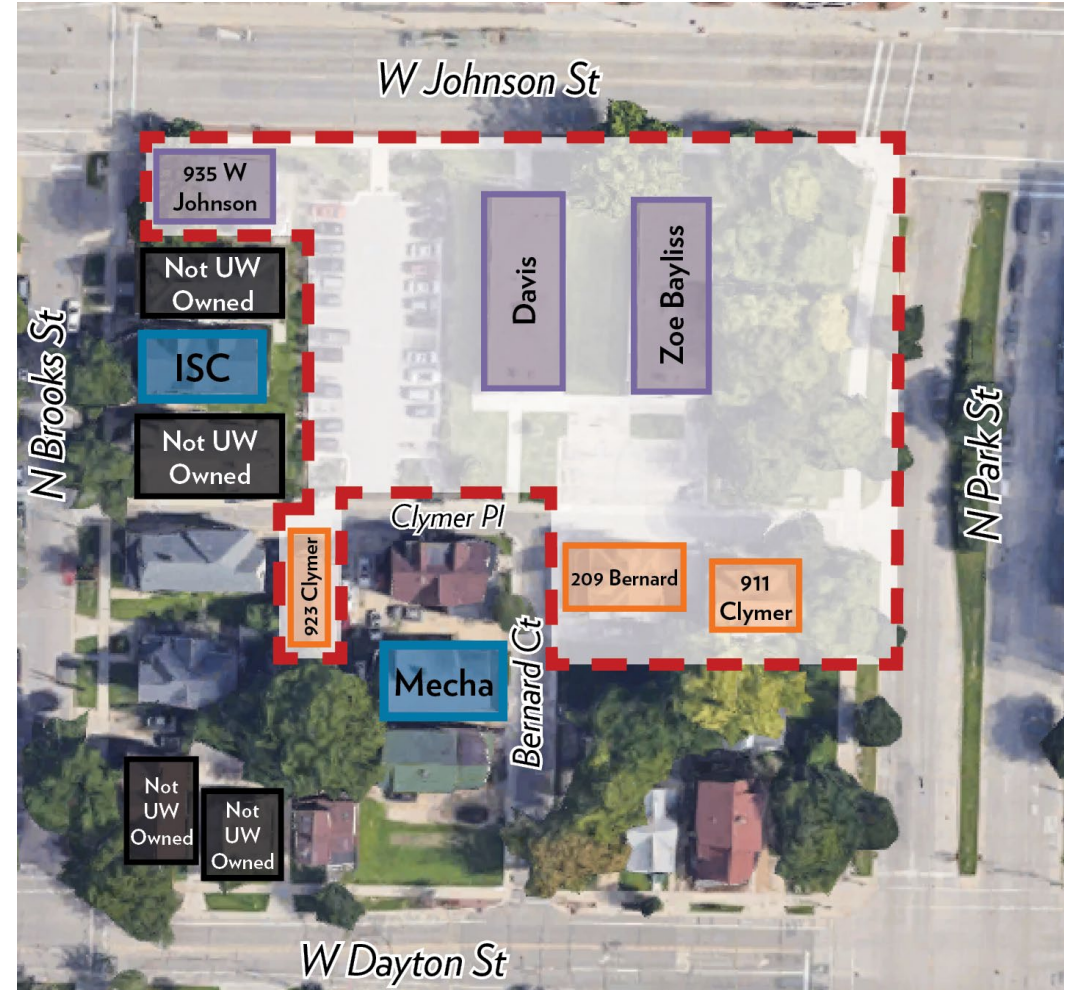 W Johnson St
935 W
Johnson
Davis
Zoe Bayliss
Not UW
Owned
ISC
Not UW
Owned
N Brooks St
N Park St
Clymer Pl
923 Clymer
209 Bernard
911
Clymer
Mecha
Bernard Ct
Not
UW
Owned
Not
UW
Owned
W Dayton St